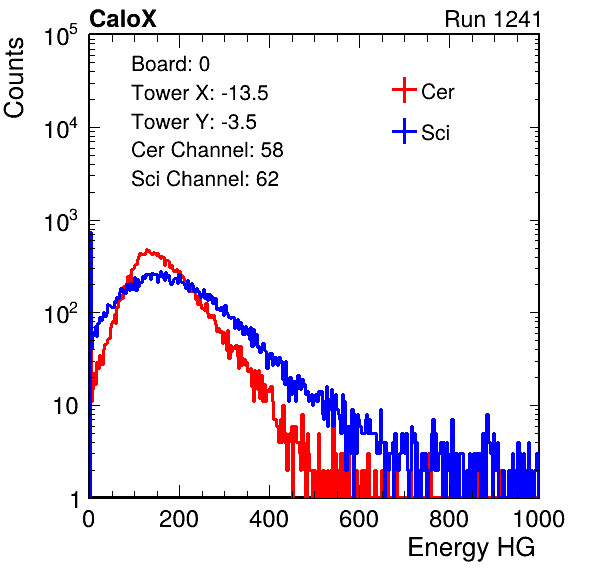 CaloX Run 1241
Counts
Board: 0
Tower X: -13.5
Tower Y: -3.5
Cer Channel: 58
Sci Channel: 62
Cer
Sci
10^5
10^4
10^3
10^2
10
1
0 200 400 600 800 1000
Energy HG